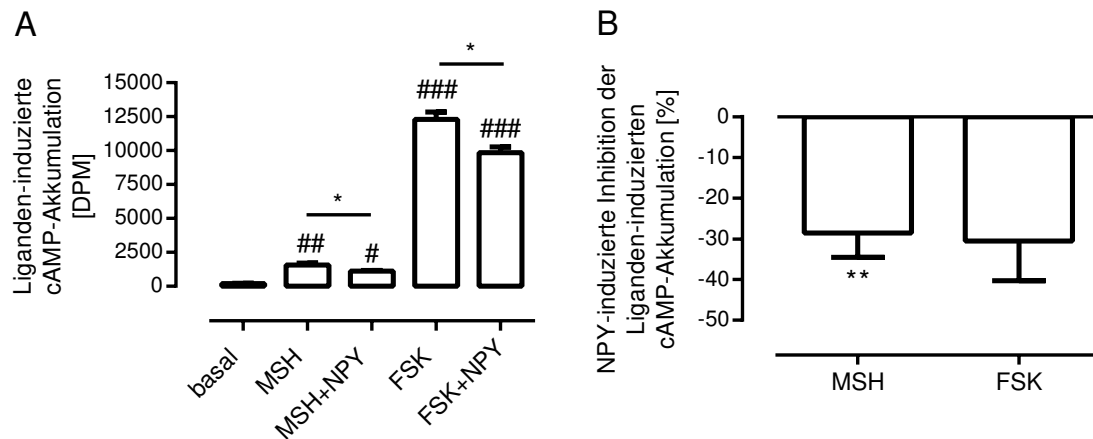 A
Liganden-induzierte
cAMP-Akkumulation
[DPM]
15000
12500
10000
7500
5000
2500
0
##
*
#
###
*
###
basal
MSH
MSH+NPY
FSK
FSK+NPY
B
NPY-induzierte Inhibition der
Liganden-induzierten
cAMP-Akkumulation [%]
0
-10
-20
-30
-40
-50
**
MSH
FSK